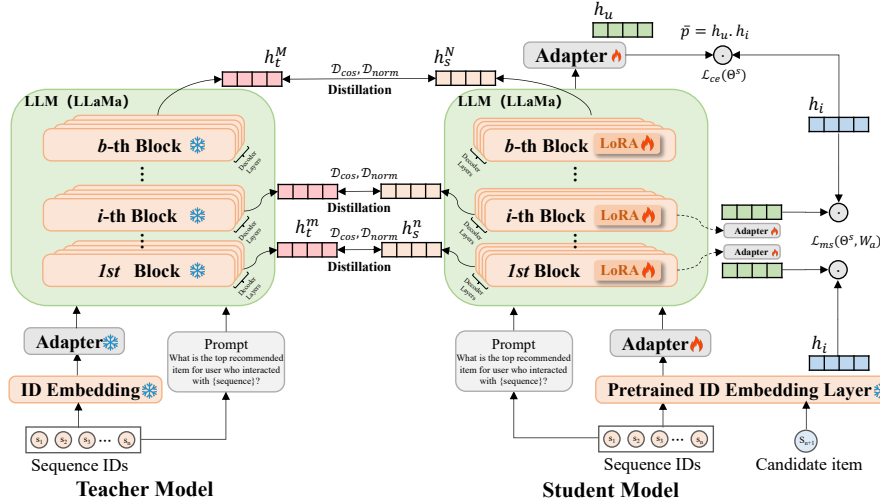 h_u
h_t^M
𝒟_cos, 𝒟_norm
Distillation
h_s^N
Adapter
p̄ = h_u. h_i
ℒ_ce(Θ^s)
LLM (LLaMa)
b-th Block
Decoder Layers
i-th Block
Decoder Layers
1st Block
Decoder Layers
𝒟_cos, 𝒟_norm
Distillation
h_t^m
𝒟_cos, 𝒟_norm
h_s^n
Distillation
LLM (LLaMa)
b-th Block LoRA
Decoder Layers
i-th Block LoRA
Decoder Layers
1st Block LoRA
Decoder Layers
h_i
Adapter
Adapter
ℒ_ms(Θ^s, W_a)
h_i
Adapter
ID Embedding
Prompt
What is the top recommended
item for user who interacted
with {sequence}?
s_1 s_2 s_3 ••• s_n
Sequence IDs
Teacher Model
Prompt
What is the top recommended
item for user who interacted
with {sequence}?
Adapter
Pretrained ID Embedding Layer
s_1 s_2 s_3 ••• s_n
Sequence IDs
S_n+1
Candidate item
Student Model